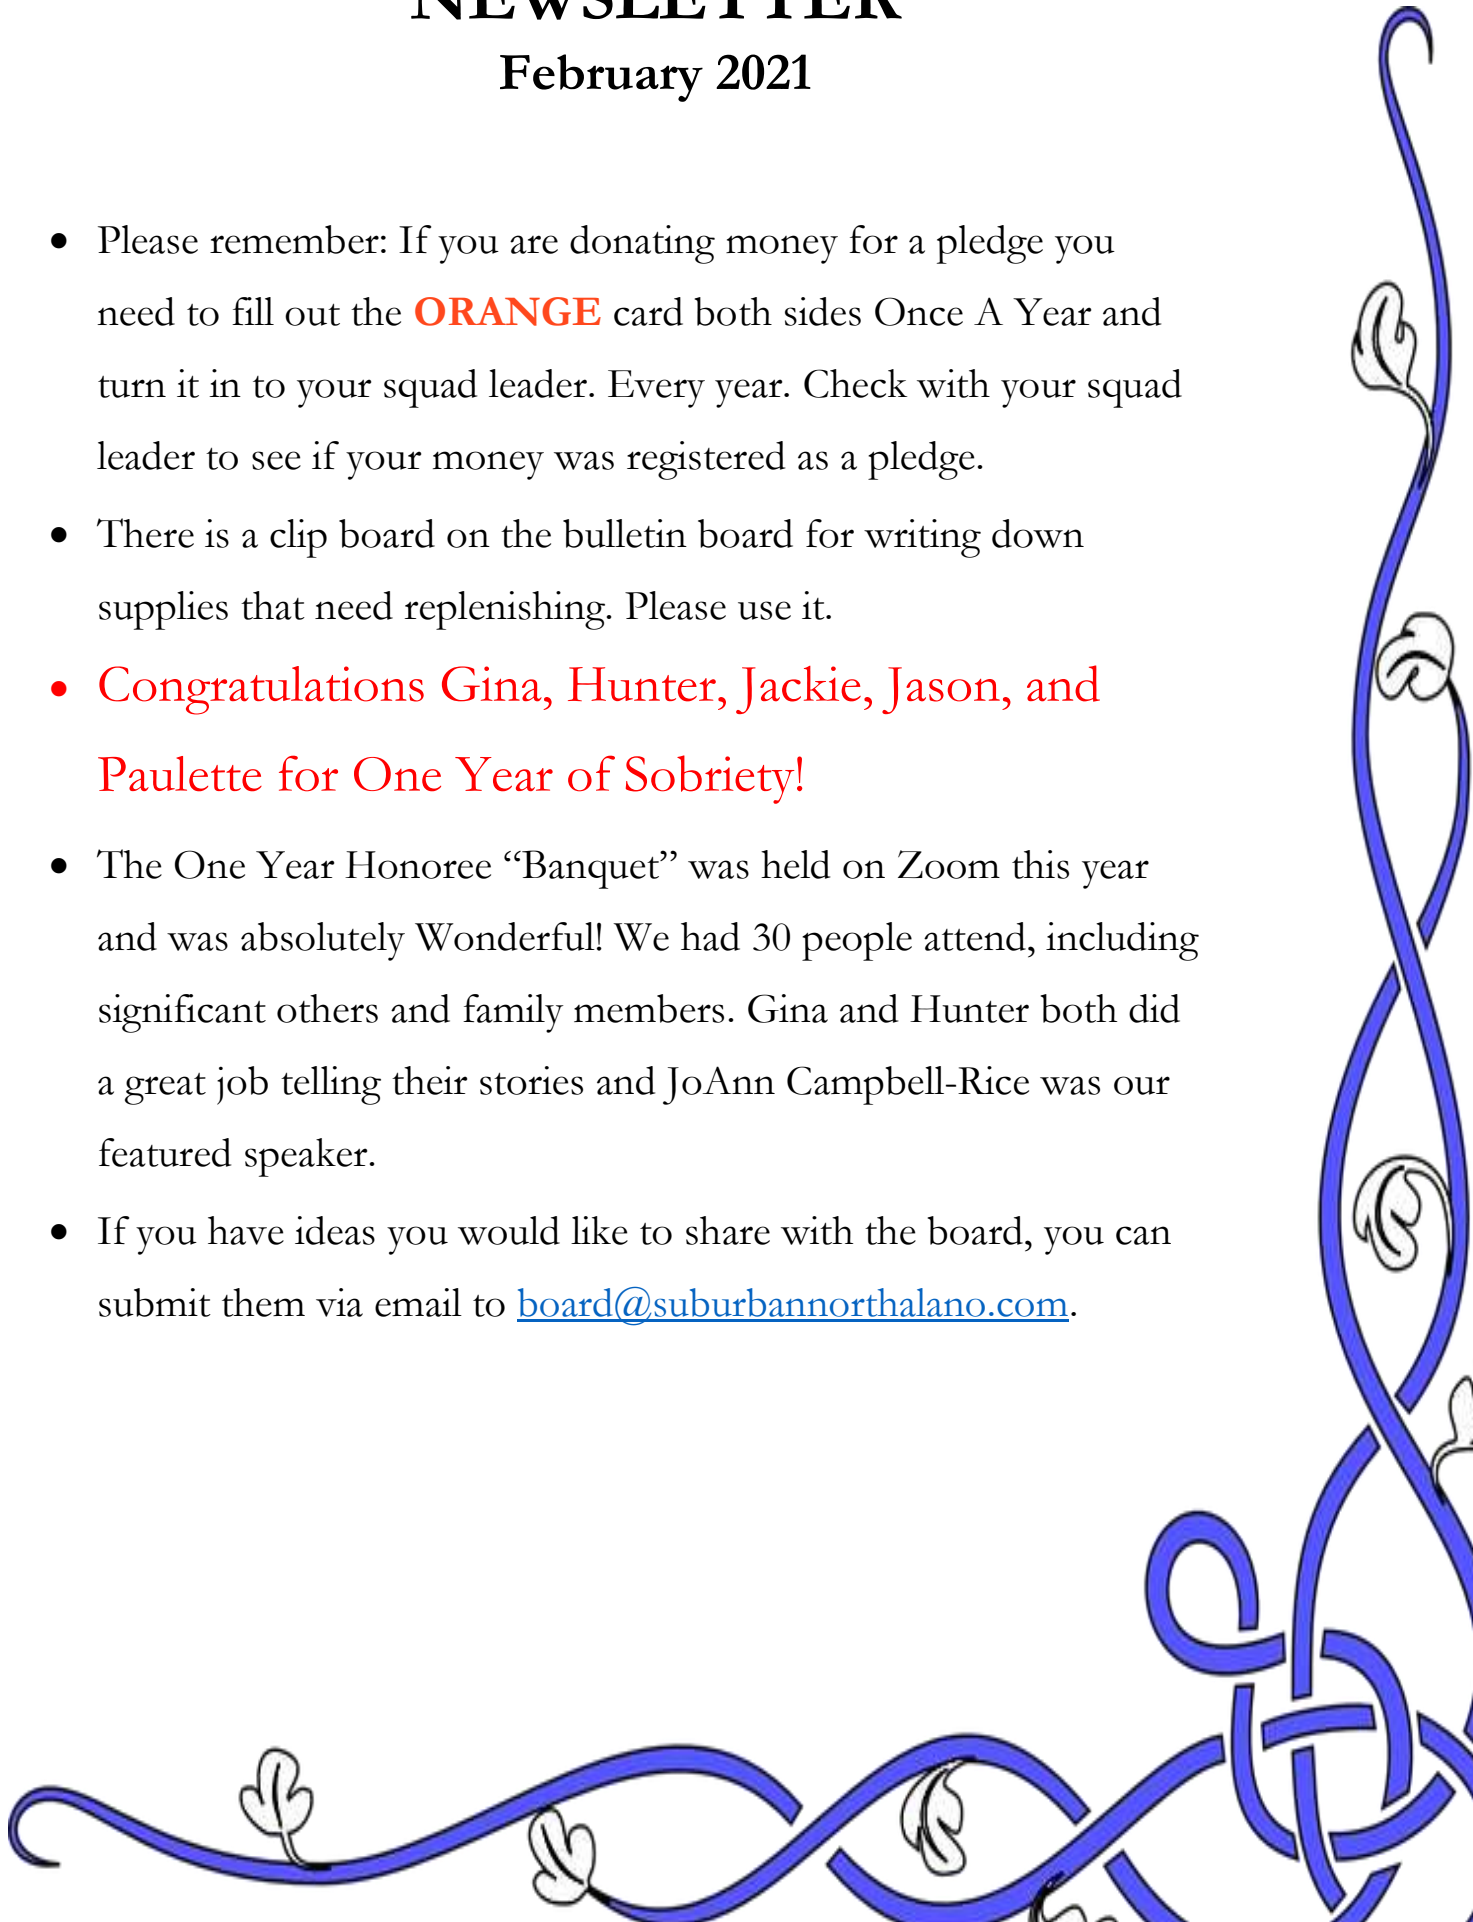 NEWSLETTER
February 2021
• Please remember: If you are donating money for a pledge you
need to fill out the ORANGE card both sides Once A Year and
turn it in to your squad leader. Every year. Check with your squad
leader to see if your money was registered as a pledge.
• There is a clip board on the bulletin board for writing down
supplies that need replenishing. Please use it.
• Congratulations Gina, Hunter, Jackie, Jason, and
Paulette for One Year of Sobriety!
• The One Year Honoree “Banquet” was held on Zoom this year
and was absolutely Wonderful! We had 30 people attend, including
significant others and family members. Gina and Hunter both did
a great job telling their stories and JoAnn Campbell-Rice was our
featured speaker.
• If you have ideas you would like to share with the board, you can
submit them via email to board@suburbannorthalano.com.